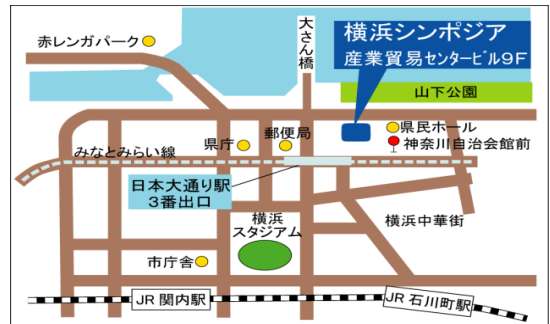 赤レンガパーク
大さん橋
横浜シンポジア
産業貿易センタービル9F
山下公園
県庁
郵便局
県民ホール
神奈川自治会館前
みなとみらい線
日本大通り駅
3番出口
横浜
スタジアム
横浜中華街
市庁舎
JR 関内駅
JR 石川町駅